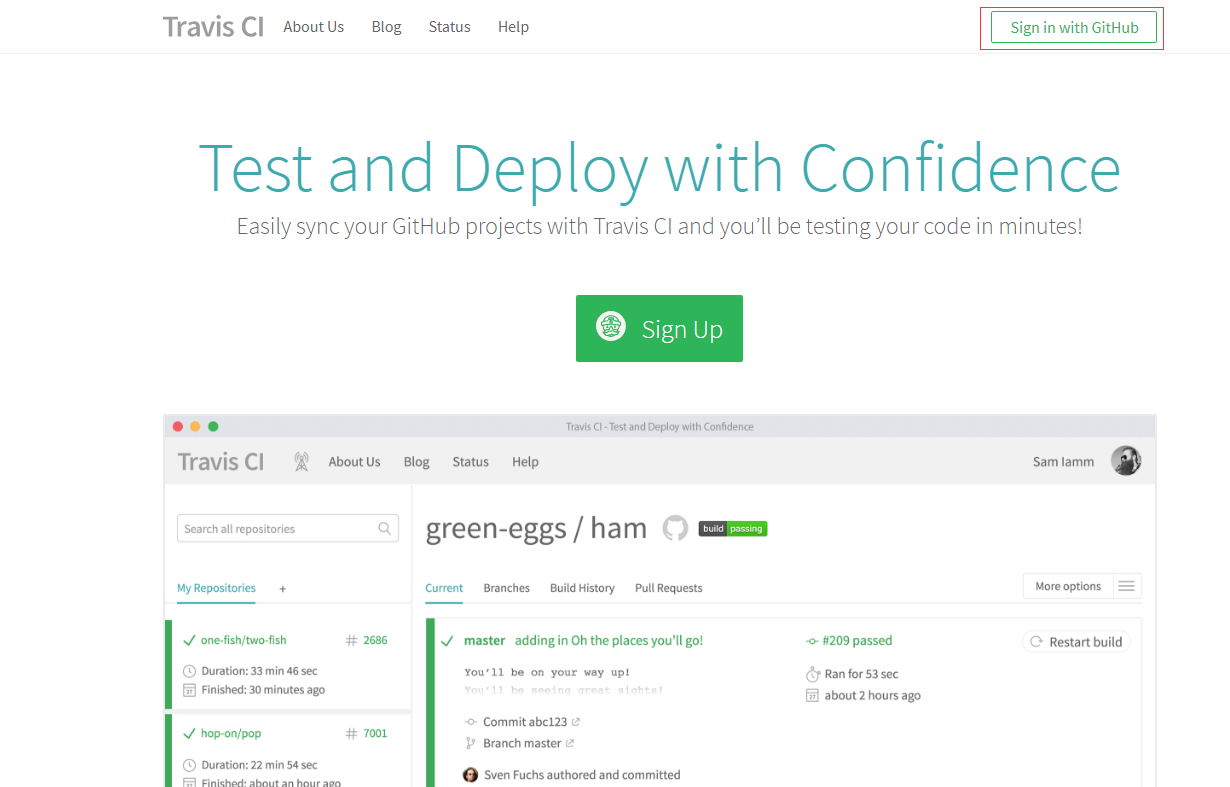 Travis CI About Us Blog Status Help Sign in with GitHub
Test and Deploy with Confidence
Easily sync your GitHub projects with Travis CI and you'll be testing your code in minutes!
Sign Up
Travis CI - Test and Deploy with Confidence
Travis CI About Us Blog Status Help Sam Iamm
Search all repositories
green-eggs / ham build passing
My Repositories +
Current Branches Build History Pull Requests More options
one-fish/two-fish # 2686
Duration: 33 min 46 sec
Finished: 30 minutes ago
hop-on/pop # 7001
Duration: 22 min 54 sec
Finished: about an hour ago
master adding in Oh the places you'll go! #209 passed Restart build
You'll be on your way up!
You'll be seeing great sights!
Ran for 53 sec
about 2 hours ago
Commit abc123
Branch master
Sven Fuchs authored and committed